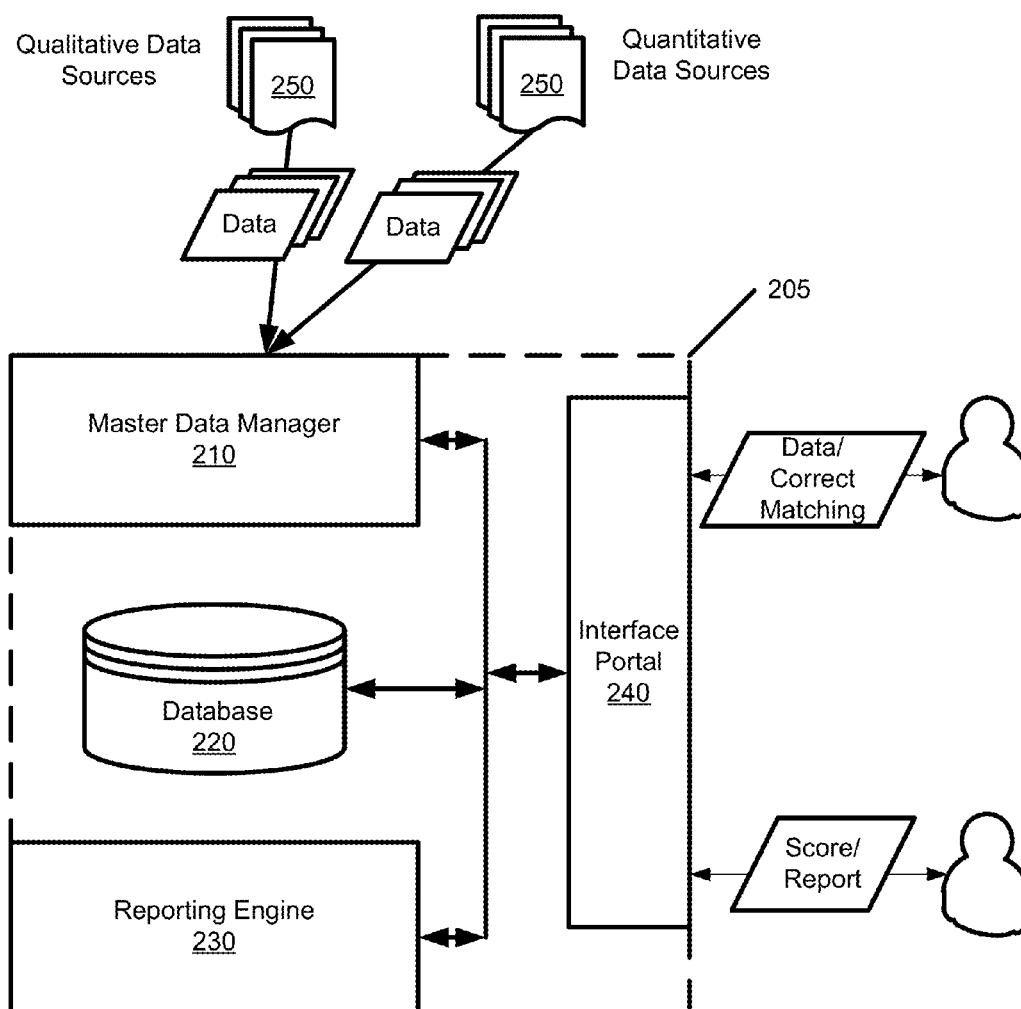 Qualitative Data
Sources
250
Quantitative
Data Sources
250
Data
Data
205
Master Data Manager
210
Data/
Correct
Matching
Interface
Portal
240
Database
220
Score/
Report
Reporting Engine
230